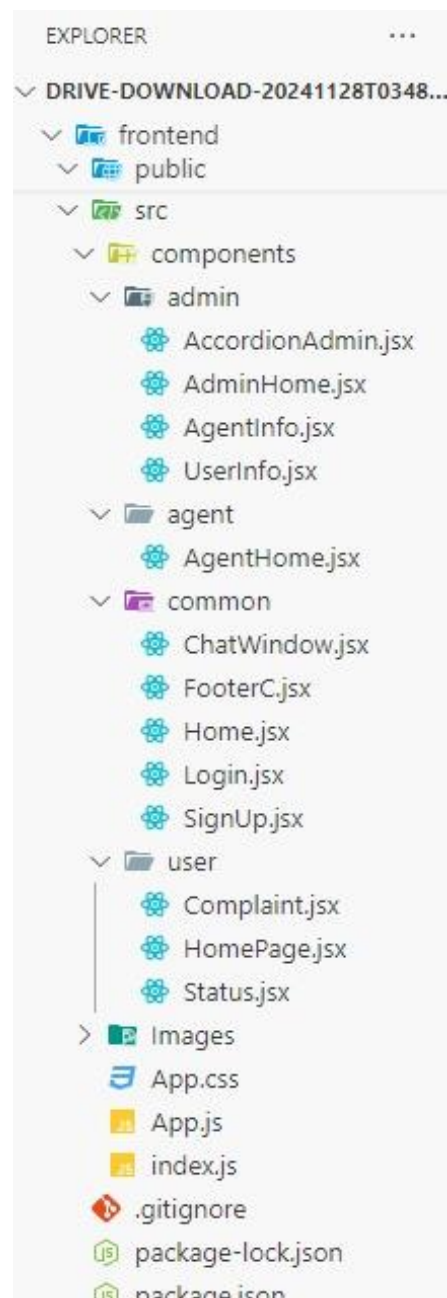 EXPLORER ...
DRIVE-DOWNLOAD-20241128T0348...
frontend
public
src
components
admin
AccordionAdmin.jsx
AdminHome.jsx
AgentInfo.jsx
UserInfo.jsx
agent
AgentHome.jsx
common
ChatWindow.jsx
FooterC.jsx
Home.jsx
Login.jsx
SignUp.jsx
user
Complaint.jsx
HomePage.jsx
Status.jsx
Images
App.css
App.js
index.js
.gitignore
package-lock.json
package.json